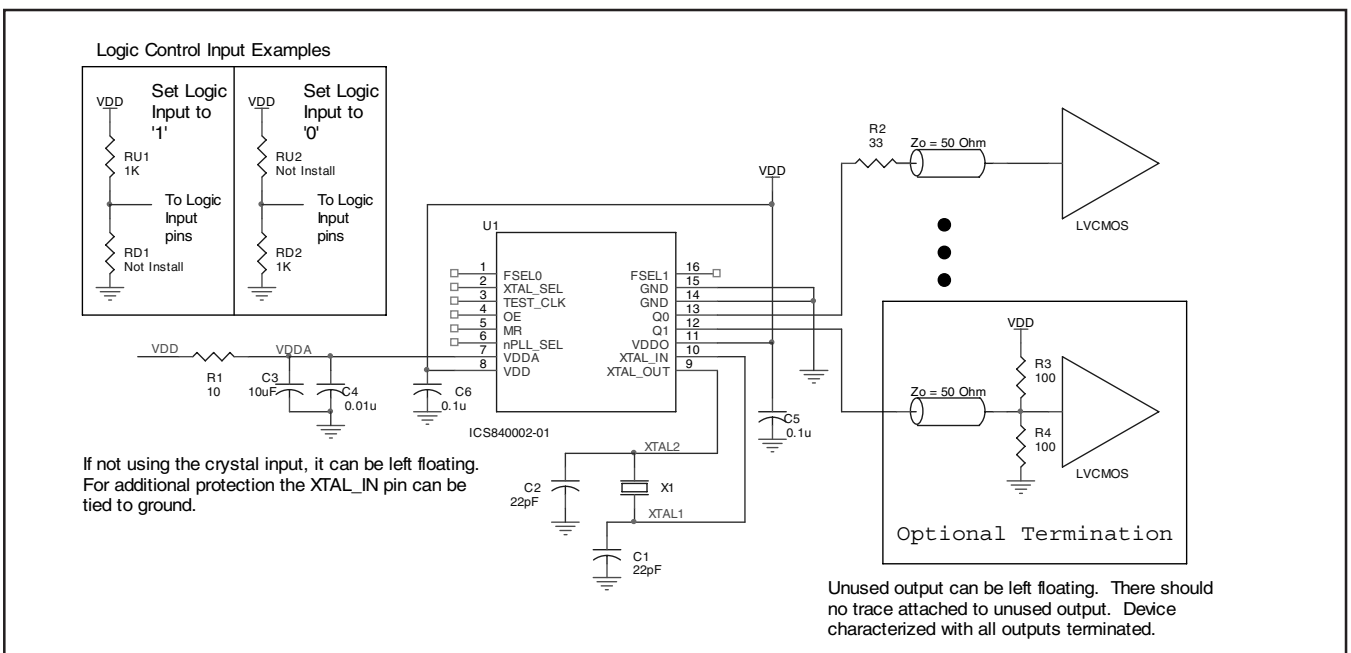 Logic Control Input Examples
Set Logic
Input to
'1'
VDD
RU1
1K
To Logic
Input
pins
RD1
Not Install
Set Logic
Input to
'0'
VDD
RU2
Not Install
To Logic
Input
pins
RD2
1K
VDD
R1
10
VDDA
C3
10uF
C4
0.01u
C6
0.1u
U1
1 FSEL0
2 XTAL_SEL
3 TEST_CLK
4 OE
5 MR
6 nPLL_SEL
7 VDDA
8 VDD
FSEL1 16
GND 15
GND 14
Q0 13
Q1 12
VDDO 11
XTAL_IN 10
XTAL_OUT 9
ICS840002-01
VDD
C5
0.1u
XTAL2
C2
22pF
X1
XTAL1
C1
22pF
R2
33
Zo = 50 Ohm
LVCMOS
VDD
R3
100
Zo = 50 Ohm
R4
100
LVCMOS
Optional Termination
If not using the crystal input, it can be left floating.
For additional protection the XTAL_IN pin can be
tied to ground.
Unused output can be left floating. There should
no trace attached to unused output. Device
characterized with all outputs terminated.